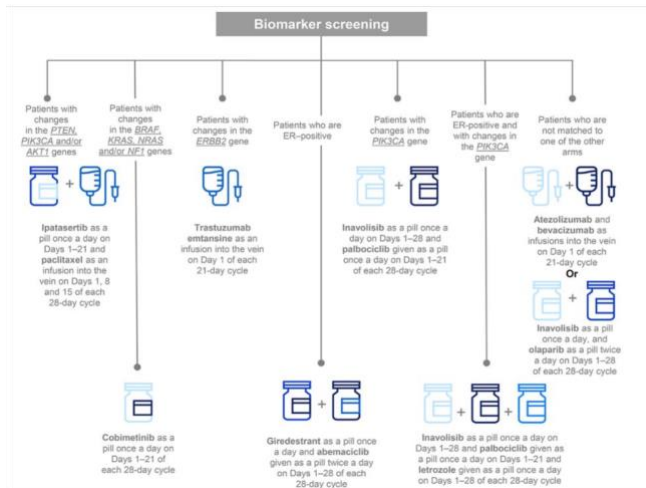 Biomarker screening
Patients with
changes
in the PTEN,
PIK3CA and/or
AKT1 genes
Patients with
changes
in the BRAF,
KRAS, NRAS
and/or NF1 genes
Patients with
changes in the
ERBB2 gene
Patients who are
ER–positive
Patients with
changes in the
PIK3CA gene
Patients who are
ER-positive and
with changes in
the PIK3CA
gene
Patients who are
not matched to
one of the other
arms
+
+
+
Ipatasertib as a
pill once a day on
Days 1–21 and
paclitaxel as an
infusion into the
vein on Days 1, 8
and 15 of each
28-day cycle
Trastuzumab
emtansine as an
infusion into the vein
on Day 1 of each
21-day cycle
Inavolisib as a pill once a
day on Days 1–28 and
palbociclib given as a pill
once a day on Days 1–21
of each 28-day cycle
Atezolizumab and
bevacizumab as
infusions into the vein
on Day 1 of each
21-day cycle
Or
+
Inavolisib as a pill
once a day, and
olaparib as a pill twice
a day on Days 1–28
of each 28-day cycle
Cobimetinib as a
pill once a day on
Days 1–21 of
each 28-day cycle
+
Giredestrant as a pill once
a day and abemaciclib
given as a pill twice a day
on Days 1–28 of each
28-day cycle
+
+
Inavolisib as a pill once a day on
Days 1–28 and palbociclib given as
a pill once a day on Days 1–21 and
letrozole given as a pill once a day
on Days 1–28 of each 28-day cycle